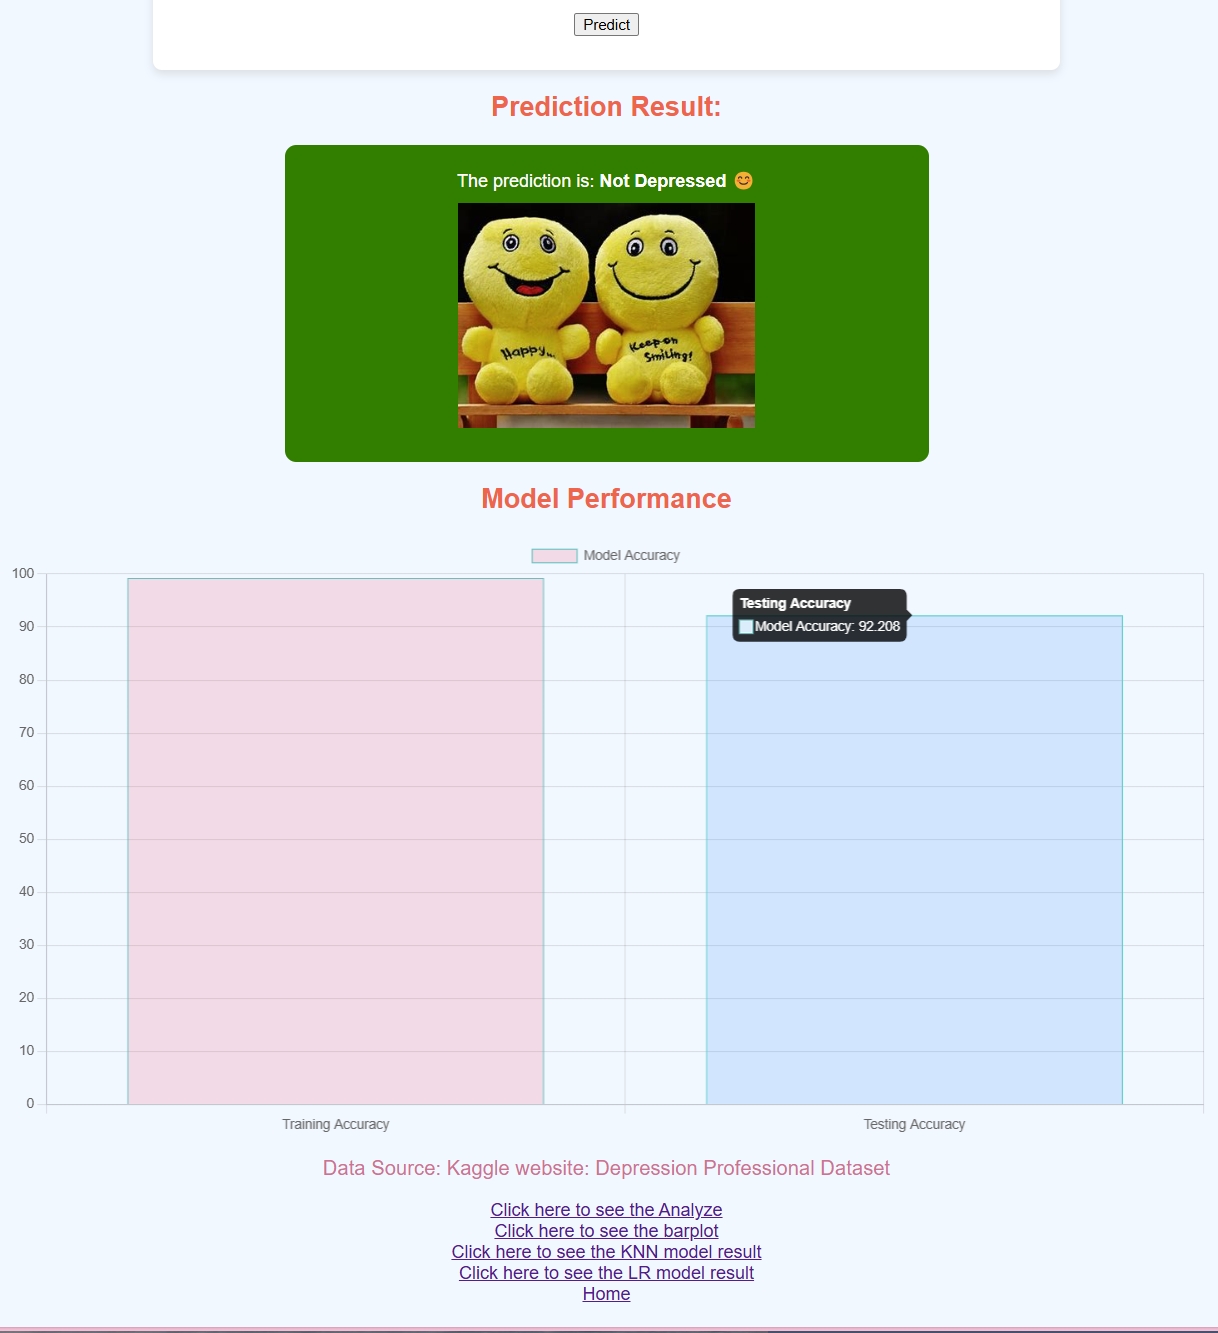 Predict
Prediction Result:
The prediction is: Not Depressed 😊
Happy...
Keep on
Smiling!
Model Performance
Model Accuracy
100
90
80
70
60
50
40
30
20
10
0
Testing Accuracy
Model Accuracy: 92.208
Training Accuracy
Testing Accuracy
Data Source: Kaggle website: Depression Professional Dataset
Click here to see the Analyze
Click here to see the barplot
Click here to see the KNN model result
Click here to see the LR model result
Home